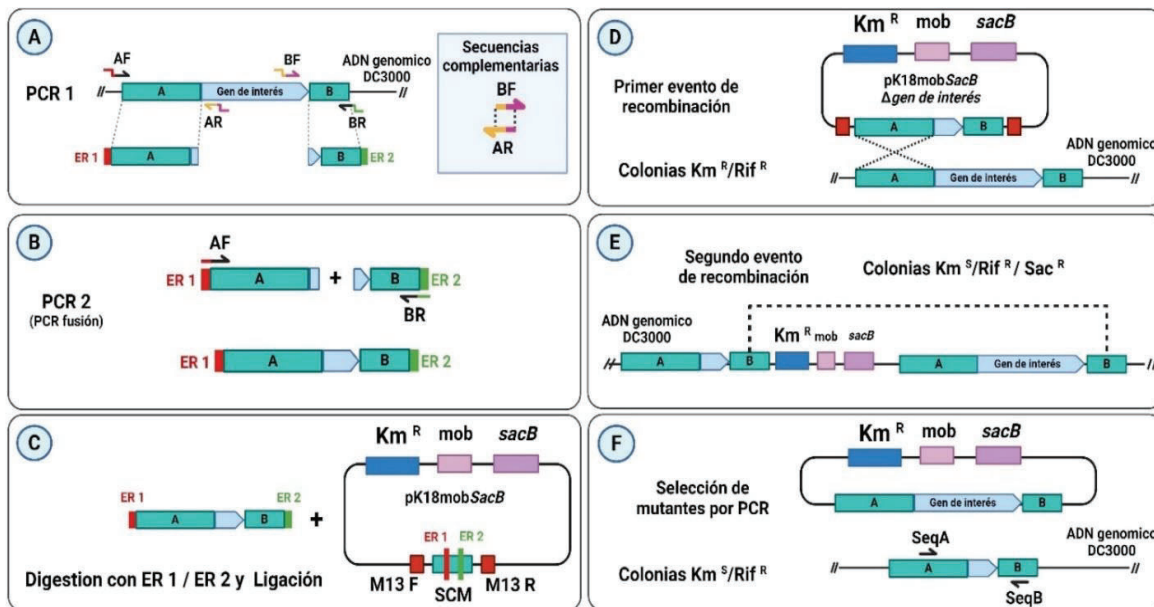 A
PCR 1
AF
BF
ADN genomico
DC3000
A
Gen de interés
B
AR
BR
ER 1
A
B
ER 2
Secuencias
complementarias
BF
AR
B
PCR 2
(PCR fusión)
AF
ER 1
A
+
B
ER 2
BR
ER 1
A
B
ER 2
C
ER 1
A
B
ER 2
+
Km R
mob
sacB
pK18mobSacB
ER 1
ER 2
M13 F
SCM
M13 R
Digestion con ER 1 / ER 2 y Ligación
D
Km R
mob
sacB
Primer evento de
recombinación
pK18mobSacB
Δgen de interés
A
B
ADN genomico
DC3000
Colonias Km R/Rif R
A
Gen de interés
B
E
Segundo evento
de recombinación
Colonias Km S/Rif R / Sac R
ADN genomico
DC3000
A
B
Km R
mob
sacB
A
Gen de interés
B
F
Km R
mob
sacB
Selección de
mutantes por PCR
A
Gen de interés
B
SeqA
ADN genomico
DC3000
Colonias Km S/Rif R
A
B
SeqB